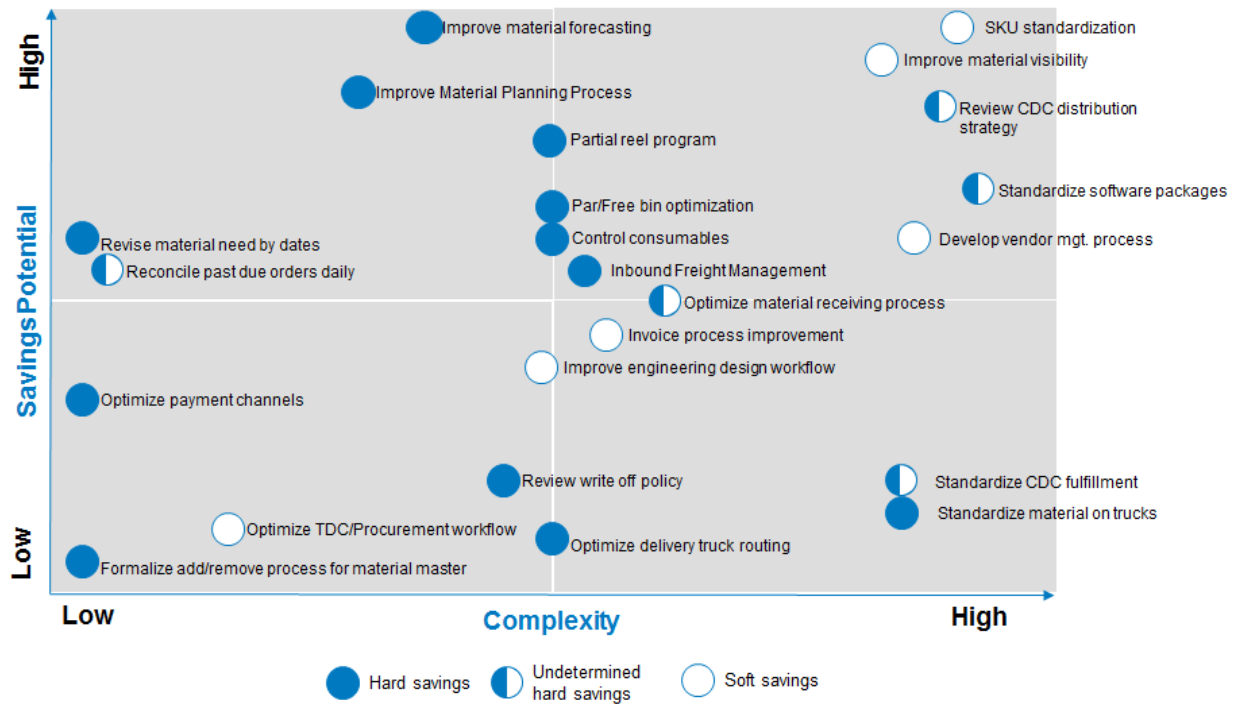 High
Improve material forecasting
SKU standardization
Improve material visibility
Improve Material Planning Process
Review CDC distribution
strategy
Partial reel program
Standardize software packages
Par/Free bin optimization
Savings Potential
Revise material need by dates
Control consumables
Develop vendor mgt. process
Reconcile past due orders daily
Inbound Freight Management
Optimize material receiving process
Invoice process improvement
Improve engineering design workflow
Optimize payment channels
Review write off policy
Standardize CDC fulfillment
Standardize material on trucks
Optimize TDC/Procurement workflow
Optimize delivery truck routing
Low
Formalize add/remove process for material master
Low
Complexity
High
Hard savings
Undetermined
hard savings
Soft savings